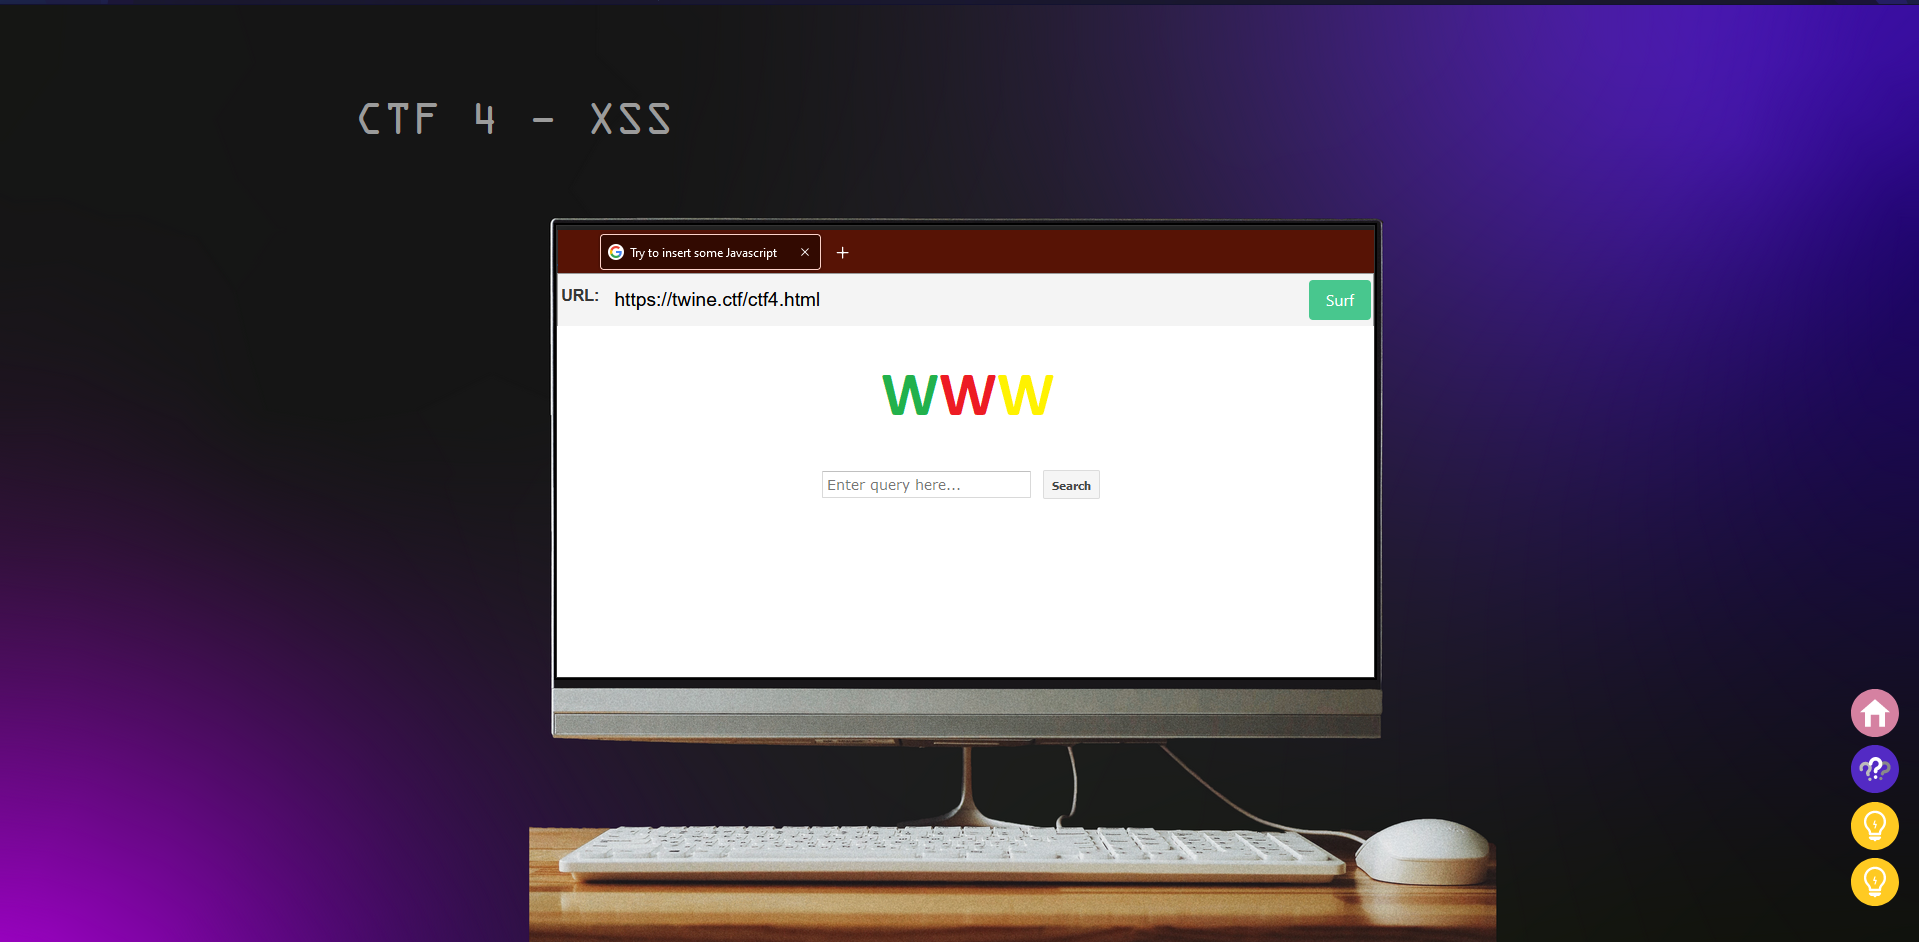 CTF 4 - XSS
Try to insert some Javascript
URL: https://twine.ctf/ctf4.html Surf
WWW
Enter query here... Search